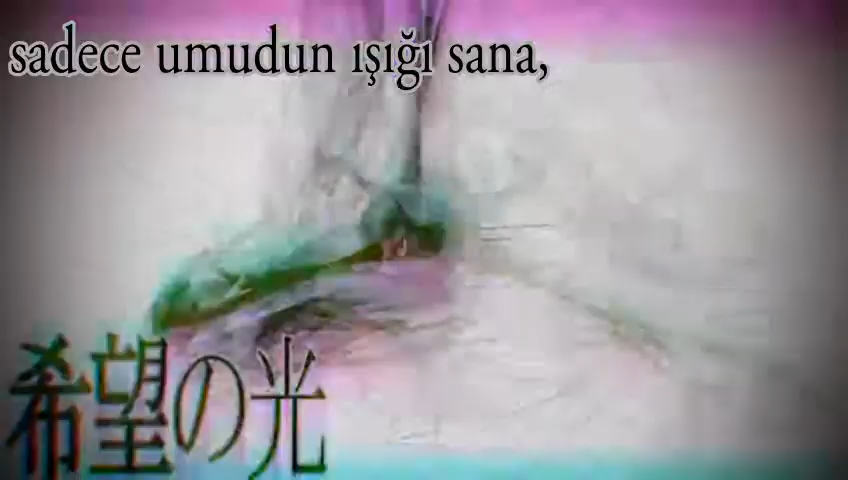 sadece umudun ışığı sana,
希望の光